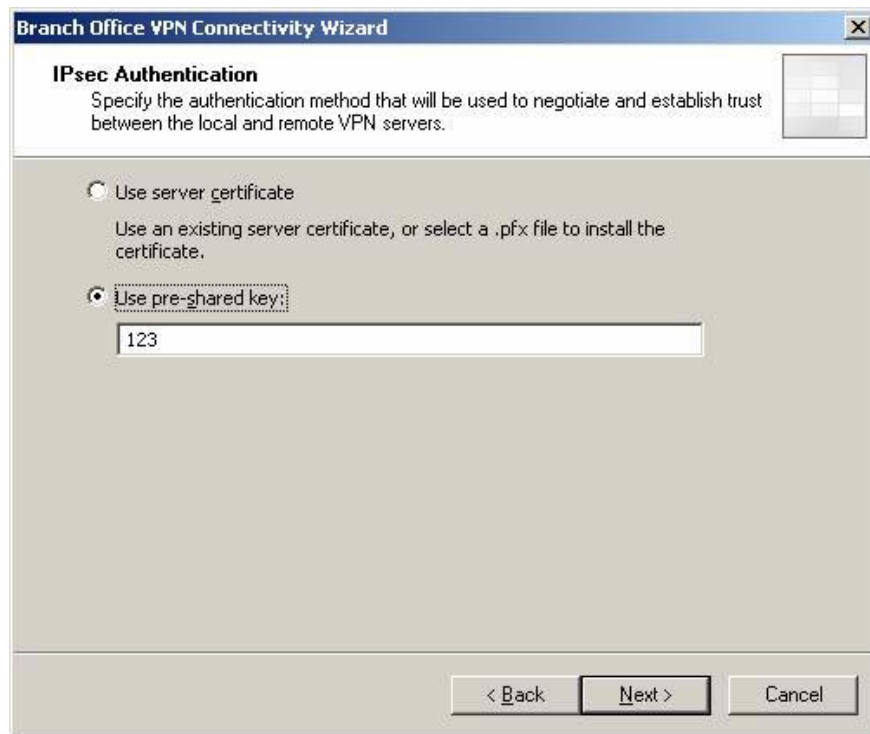 Branch Office VPN Connectivity Wizard
IPsec Authentication
Specify the authentication method that will be used to negotiate and establish trust
between the local and remote VPN servers.
Use server certificate
Use an existing server certificate, or select a .pfx file to install the
certificate.
Use pre-shared key:
123
< Back
Next >
Cancel